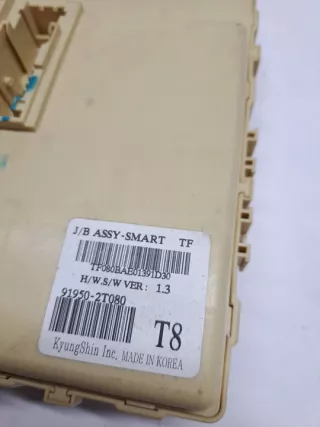 J/B ASSY-SMART TF
TF080BAE01391D30
H/W.S/W VER: 1.3
91950-2T080
T8
KyungShin Inc. MADE IN KOREA